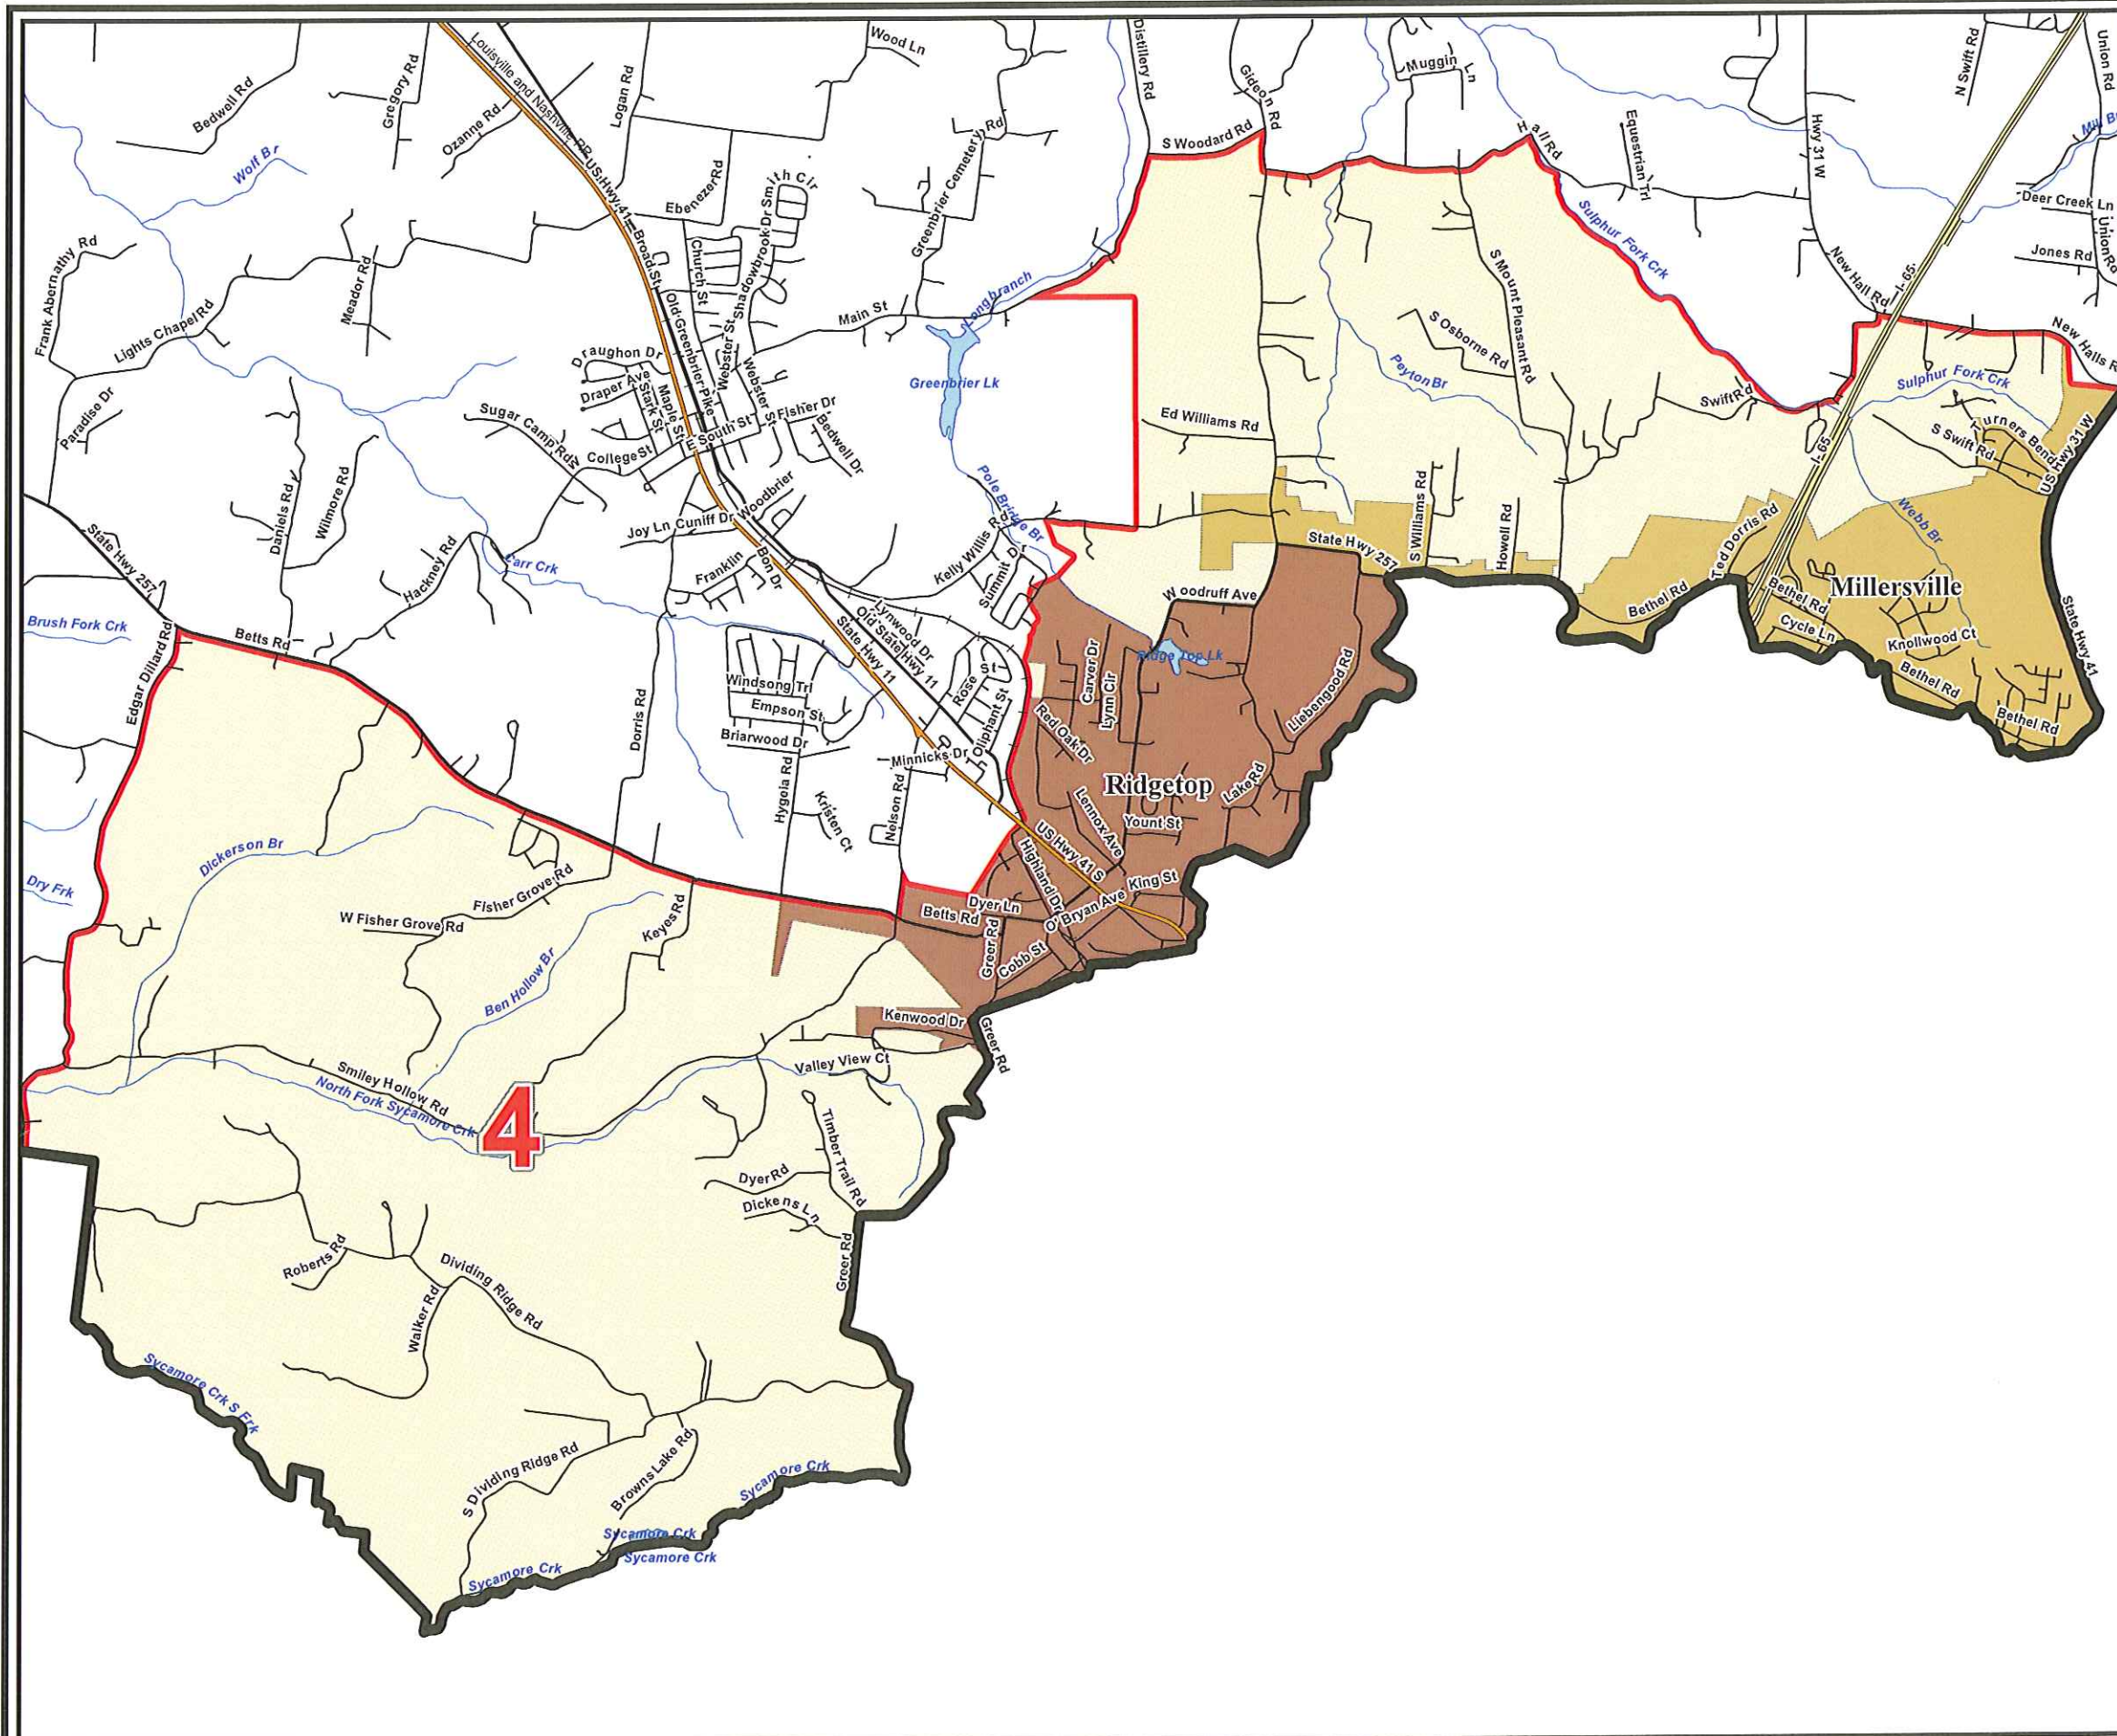 Wood Ln
Louisville and Nashville RR
Distillery Rd
Gideon Rd
Muggin Ln
N Swift Rd
Union Rd
Bedwell Rd
Gregory Rd
Ozanne Rd
Logan Rd
Hwy 31 W
Wolf Br
US Hwy 41
Ebenezer Rd
Smith Cir
Greenbrier Cemetery Rd
S Woodard Rd
Hall Rd
Equestrian Trl
Deer Creek Ln
Union Rd
Jones Rd
Frank Abernathy Rd
Meador Rd
Broad St
Church St
Shadowbrook Dr
Sulphur Fork Crk
New Hall Rd
I-65
Lights Chapel Rd
Old Greenbrier Pike
Main St
Longbranch
S Mount Pleasant Rd
S Osborne Rd
Peyton Br
Draughon Dr
Draper Ave
Stark St
Maple St
Webster St
Webster St
Greenbrier Lk
Swift Rd
Sulphur Fork Crk
Paradise Dr
Sugar Camp Rd
College St
E South St
Fisher Dr
Bedwell Dr
Ed Williams Rd
S Swift Rd
Turners Bend
US Hwy 31 W
I-65
Daniels Rd
Wilmore Rd
Joy Ln
Cuniff Dr
Woodbrier
Pole Bridge Br
S Williams Rd
Howell Rd
Ted Dorris Rd
Webb Br
State Hwy 257
Hackney Rd
Carr Crk
Franklin
Bon Dr
Kelly Willis Rd
Summit Dr
State Hwy 257
Woodruff Ave
Bethel Rd
Bethel Rd
Millersville
Cycle Ln
Knollwood Ct
State Hwy 41
Bethel Rd
Bethel Rd
Brush Fork Crk
Edgar Dillard Rd
Betts Rd
Lynwood Dr
Old State Hwy 11
State Hwy 11
Ridge Top Lk
Carver Dr
Lynn Cir
Liebengood Rd
Windsong Trl
Empson St
Briarwood Dr
Rose St
Oliphant St
Red Oak Dr
Dorris Rd
Minnicks Dr
Hygeia Rd
Kristen Ct
Nelson Rd
Ridgetop
Lake Rd
Lennox Ave
Yount St
US Hwy 41 S
Highland Dr
King St
O' Bryan Ave
Dickerson Br
Dry Frk
Fisher Grove Rd
W Fisher Grove Rd
Keyes Rd
Dyer Ln
Betts Rd
Greer Rd
Cobb St
Ben Hollow Br
Kenwood Dr
Greer Rd
Valley View Ct
Smiley Hollow Rd
North Fork Sycamore Crk
4
Timber Trail Rd
Dyer Rd
Dickens Ln
Greer Rd
Roberts Rd
Walker Rd
Dividing Ridge Rd
Sycamore Crk S Frk
S Dividing Ridge Rd
Browns Lake Rd
Sycamore Crk
Sycamore Crk
Sycamore Crk
Sycamore Crk